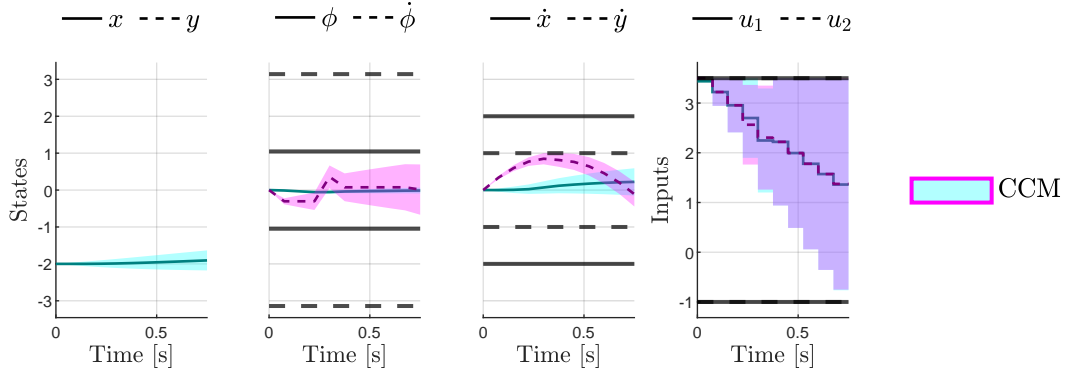 x y
ϕ ϕ̇
ẋ ẏ
u₁ u₂
States
3
2
1
0
-1
-2
-3
0 0.5
Time [s]
0 0.5
Time [s]
0 0.5
Time [s]
Inputs
3
2
1
0
-1
0 0.5
Time [s]
CCM